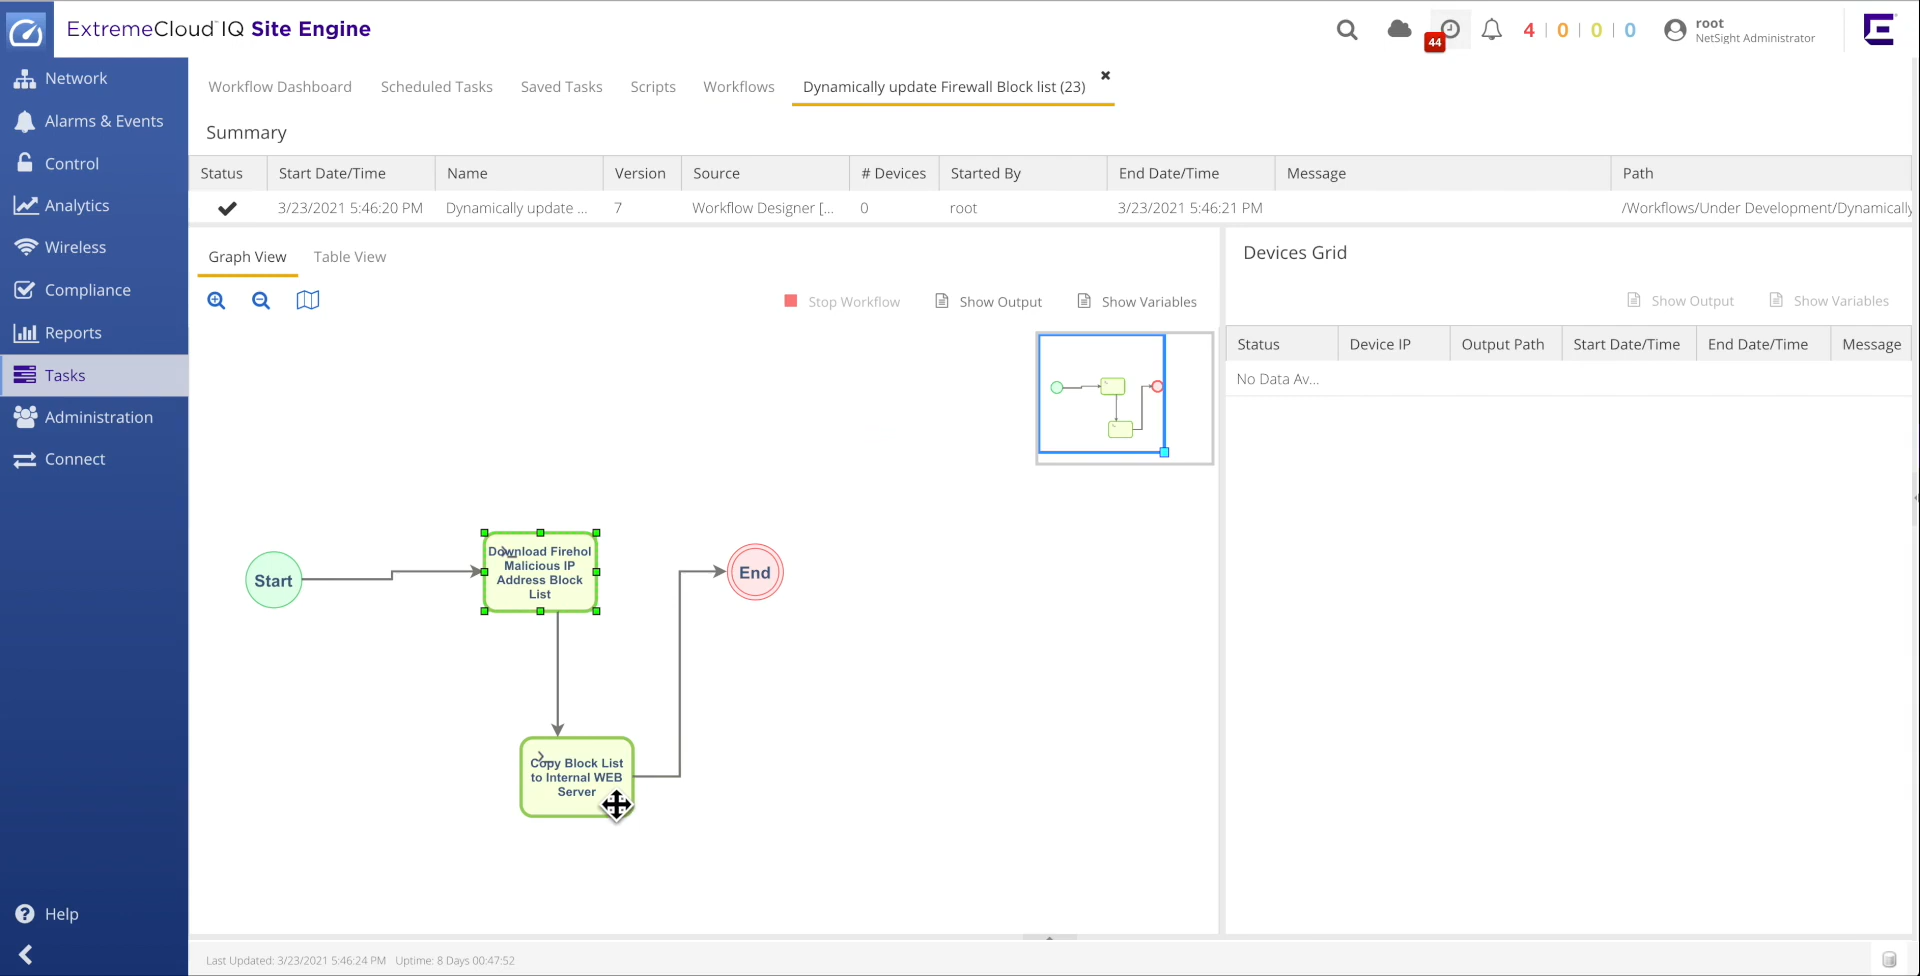 ExtremeCloud IQ Site Engine
44
4 | 0 | 0 | 0
root
NetSight Administrator
Network
Alarms & Events
Control
Analytics
Wireless
Compliance
Reports
Tasks
Administration
Connect
Help
Workflow Dashboard
Scheduled Tasks
Saved Tasks
Scripts
Workflows
Dynamically update Firewall Block list (23)
Summary
Status Start Date/Time Name Version Source # Devices Started By End Date/Time Message Path
3/23/2021 5:46:20 PM Dynamically update ... 7 Workflow Designer [... 0 root 3/23/2021 5:46:21 PM /Workflows/Under Development/Dynamically
Graph View
Table View
Stop Workflow
Show Output
Show Variables
Start
Download Firehol
Malicious IP
Address Block
List
End
Copy Block List
to Internal WEB
Server
Devices Grid
Show Output
Show Variables
Status Device IP Output Path Start Date/Time End Date/Time Message
No Data Av...
Last Updated: 3/23/2021 5:46:24 PM Uptime: 8 Days 00:47:52